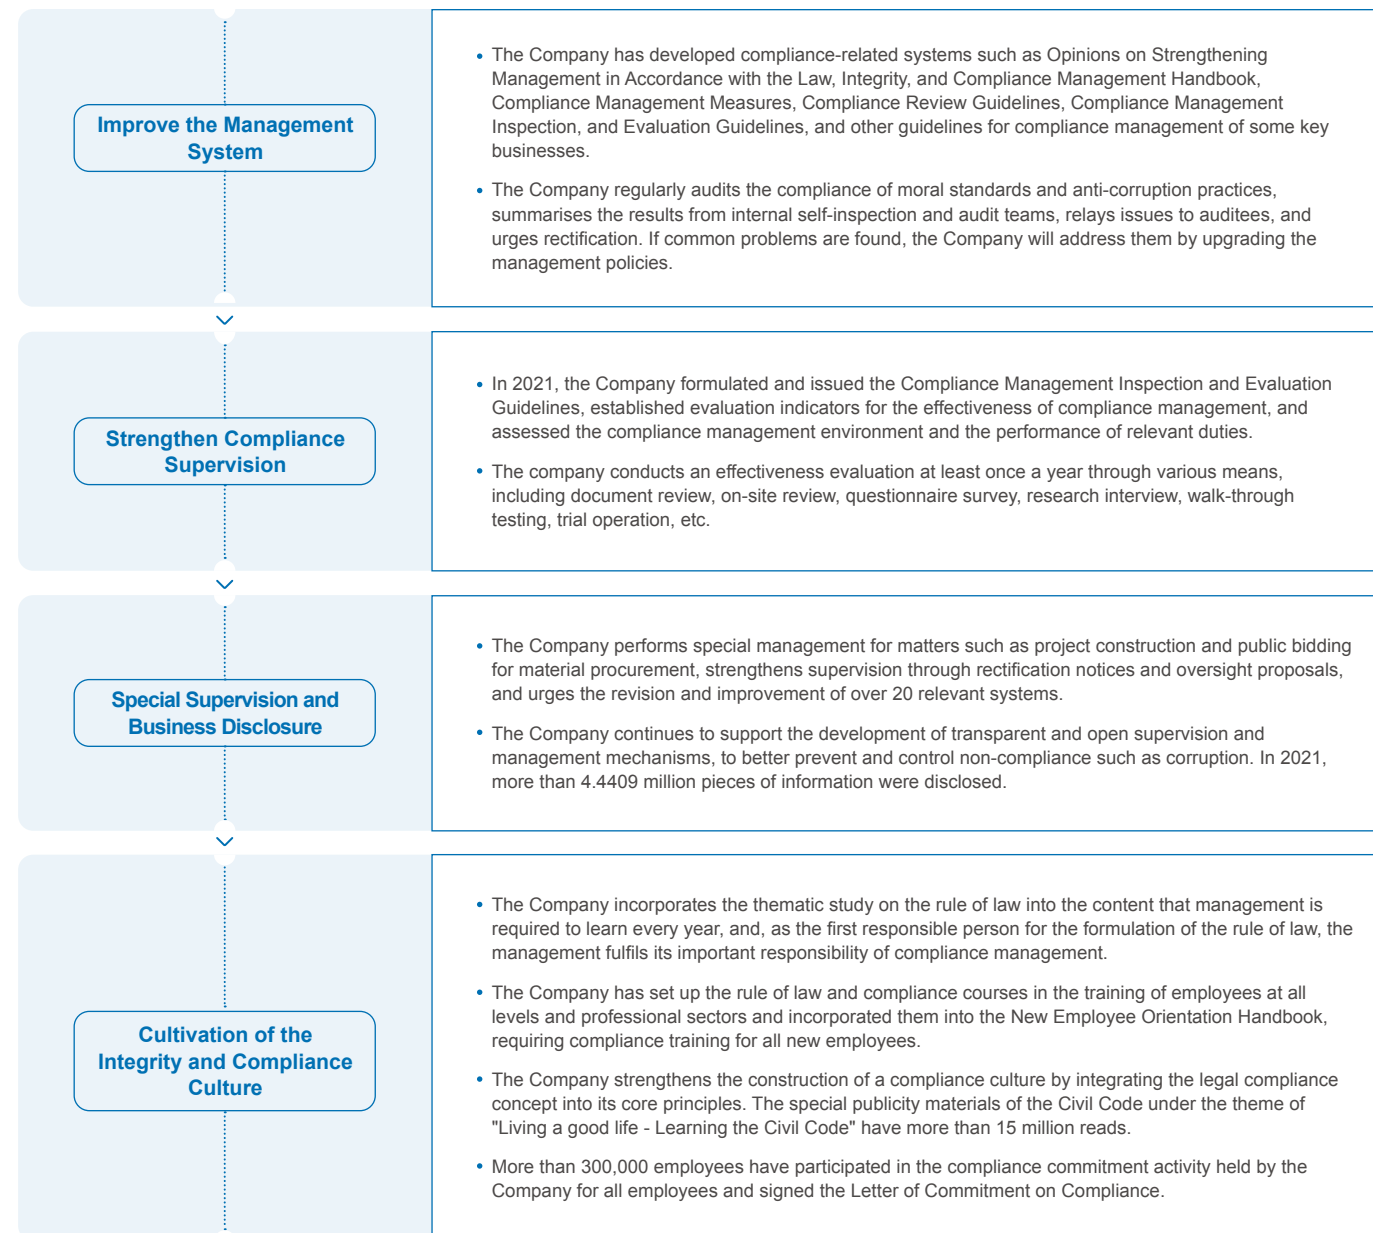 Improve the Management
System
• The Company has developed compliance-related systems such as Opinions on Strengthening
Management in Accordance with the Law, Integrity, and Compliance Management Handbook,
Compliance Management Measures, Compliance Review Guidelines, Compliance Management
Inspection, and Evaluation Guidelines, and other guidelines for compliance management of some key
businesses.
• The Company regularly audits the compliance of moral standards and anti-corruption practices,
summarises the results from internal self-inspection and audit teams, relays issues to auditees, and
urges rectification. If common problems are found, the Company will address them by upgrading the
management policies.
Strengthen Compliance
Supervision
• In 2021, the Company formulated and issued the Compliance Management Inspection and Evaluation
Guidelines, established evaluation indicators for the effectiveness of compliance management, and
assessed the compliance management environment and the performance of relevant duties.
• The company conducts an effectiveness evaluation at least once a year through various means,
including document review, on-site review, questionnaire survey, research interview, walk-through
testing, trial operation, etc.
Special Supervision and
Business Disclosure
• The Company performs special management for matters such as project construction and public bidding
for material procurement, strengthens supervision through rectification notices and oversight proposals,
and urges the revision and improvement of over 20 relevant systems.
• The Company continues to support the development of transparent and open supervision and
management mechanisms, to better prevent and control non-compliance such as corruption. In 2021,
more than 4.4409 million pieces of information were disclosed.
Cultivation of the
Integrity and Compliance
Culture
• The Company incorporates the thematic study on the rule of law into the content that management is
required to learn every year, and, as the first responsible person for the formulation of the rule of law, the
management fulfils its important responsibility of compliance management.
• The Company has set up the rule of law and compliance courses in the training of employees at all
levels and professional sectors and incorporated them into the New Employee Orientation Handbook,
requiring compliance training for all new employees.
• The Company strengthens the construction of a compliance culture by integrating the legal compliance
concept into its core principles. The special publicity materials of the Civil Code under the theme of
"Living a good life - Learning the Civil Code" have more than 15 million reads.
• More than 300,000 employees have participated in the compliance commitment activity held by the
Company for all employees and signed the Letter of Commitment on Compliance.